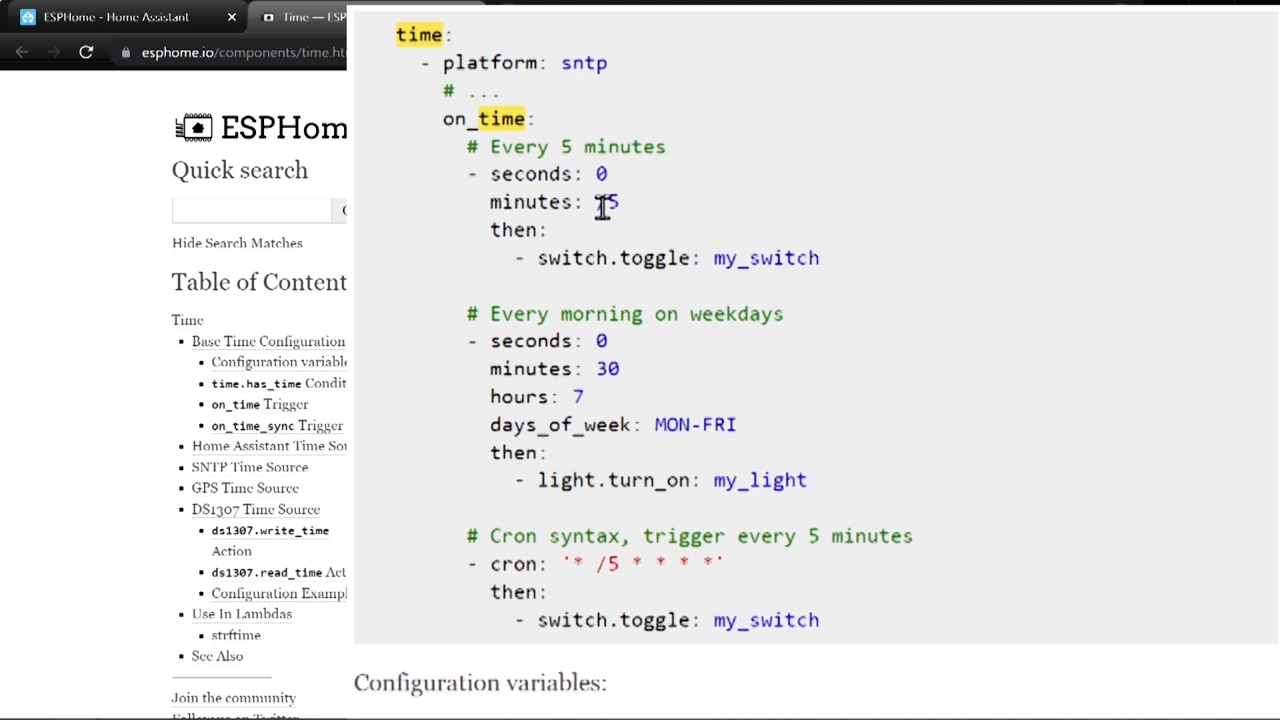 ESPHome - Home Assistant
Time — ESP
esphome.io/components/time.ht
ESPHom
Quick search
Hide Search Matches
Table of Content
Time
Base Time Configuration
Configuration variable
time.has_time Condit
on_time Trigger
on_time_sync Trigger
Home Assistant Time Sou
SNTP Time Source
GPS Time Source
DS1307 Time Source
ds1307.write_time
Action
ds1307.read_time Act
Configuration Exampl
Use In Lambdas
strftime
See Also
Join the community
time:
- platform: sntp
# ...
on_time:
# Every 5 minutes
- seconds: 0
minutes: /5
then:
- switch.toggle: my_switch
# Every morning on weekdays
- seconds: 0
minutes: 30
hours: 7
days_of_week: MON-FRI
then:
- light.turn_on: my_light
# Cron syntax, trigger every 5 minutes
- cron: '* /5 * * * *'
then:
- switch.toggle: my_switch
Configuration variables: